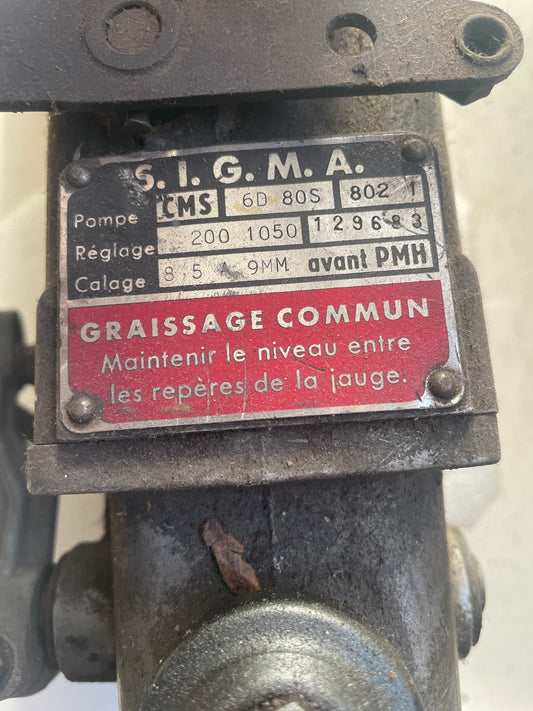 S. I. G. M. A.
Pompe CMS 6D 80S 802 1
Réglage 200 1050 129683
Calage 8,5 A 9MM avant PMH
GRAISSAGE COMMUN
Maintenir le niveau entre
les repères de la jauge.